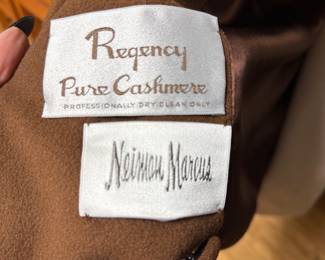 Regency
Pure Cashmere
PROFESSIONALLY DRY CLEAN ONLY
Neiman Marcus